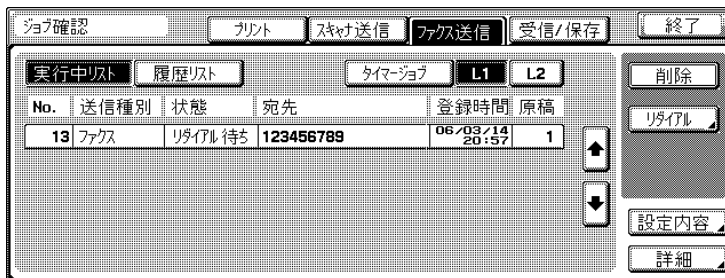 ジョブ確認 プリント スキャナ送信 ファクス送信 受信/保存 終了
実行中リスト 履歴リスト タイマージョブ L1 L2 削除
No. 送信種別 状態 宛先 登録時間 原稿
リダイアル
13 ファクス リダイアル待ち 123456789 06/03/14 20:57 1
設定内容
詳細